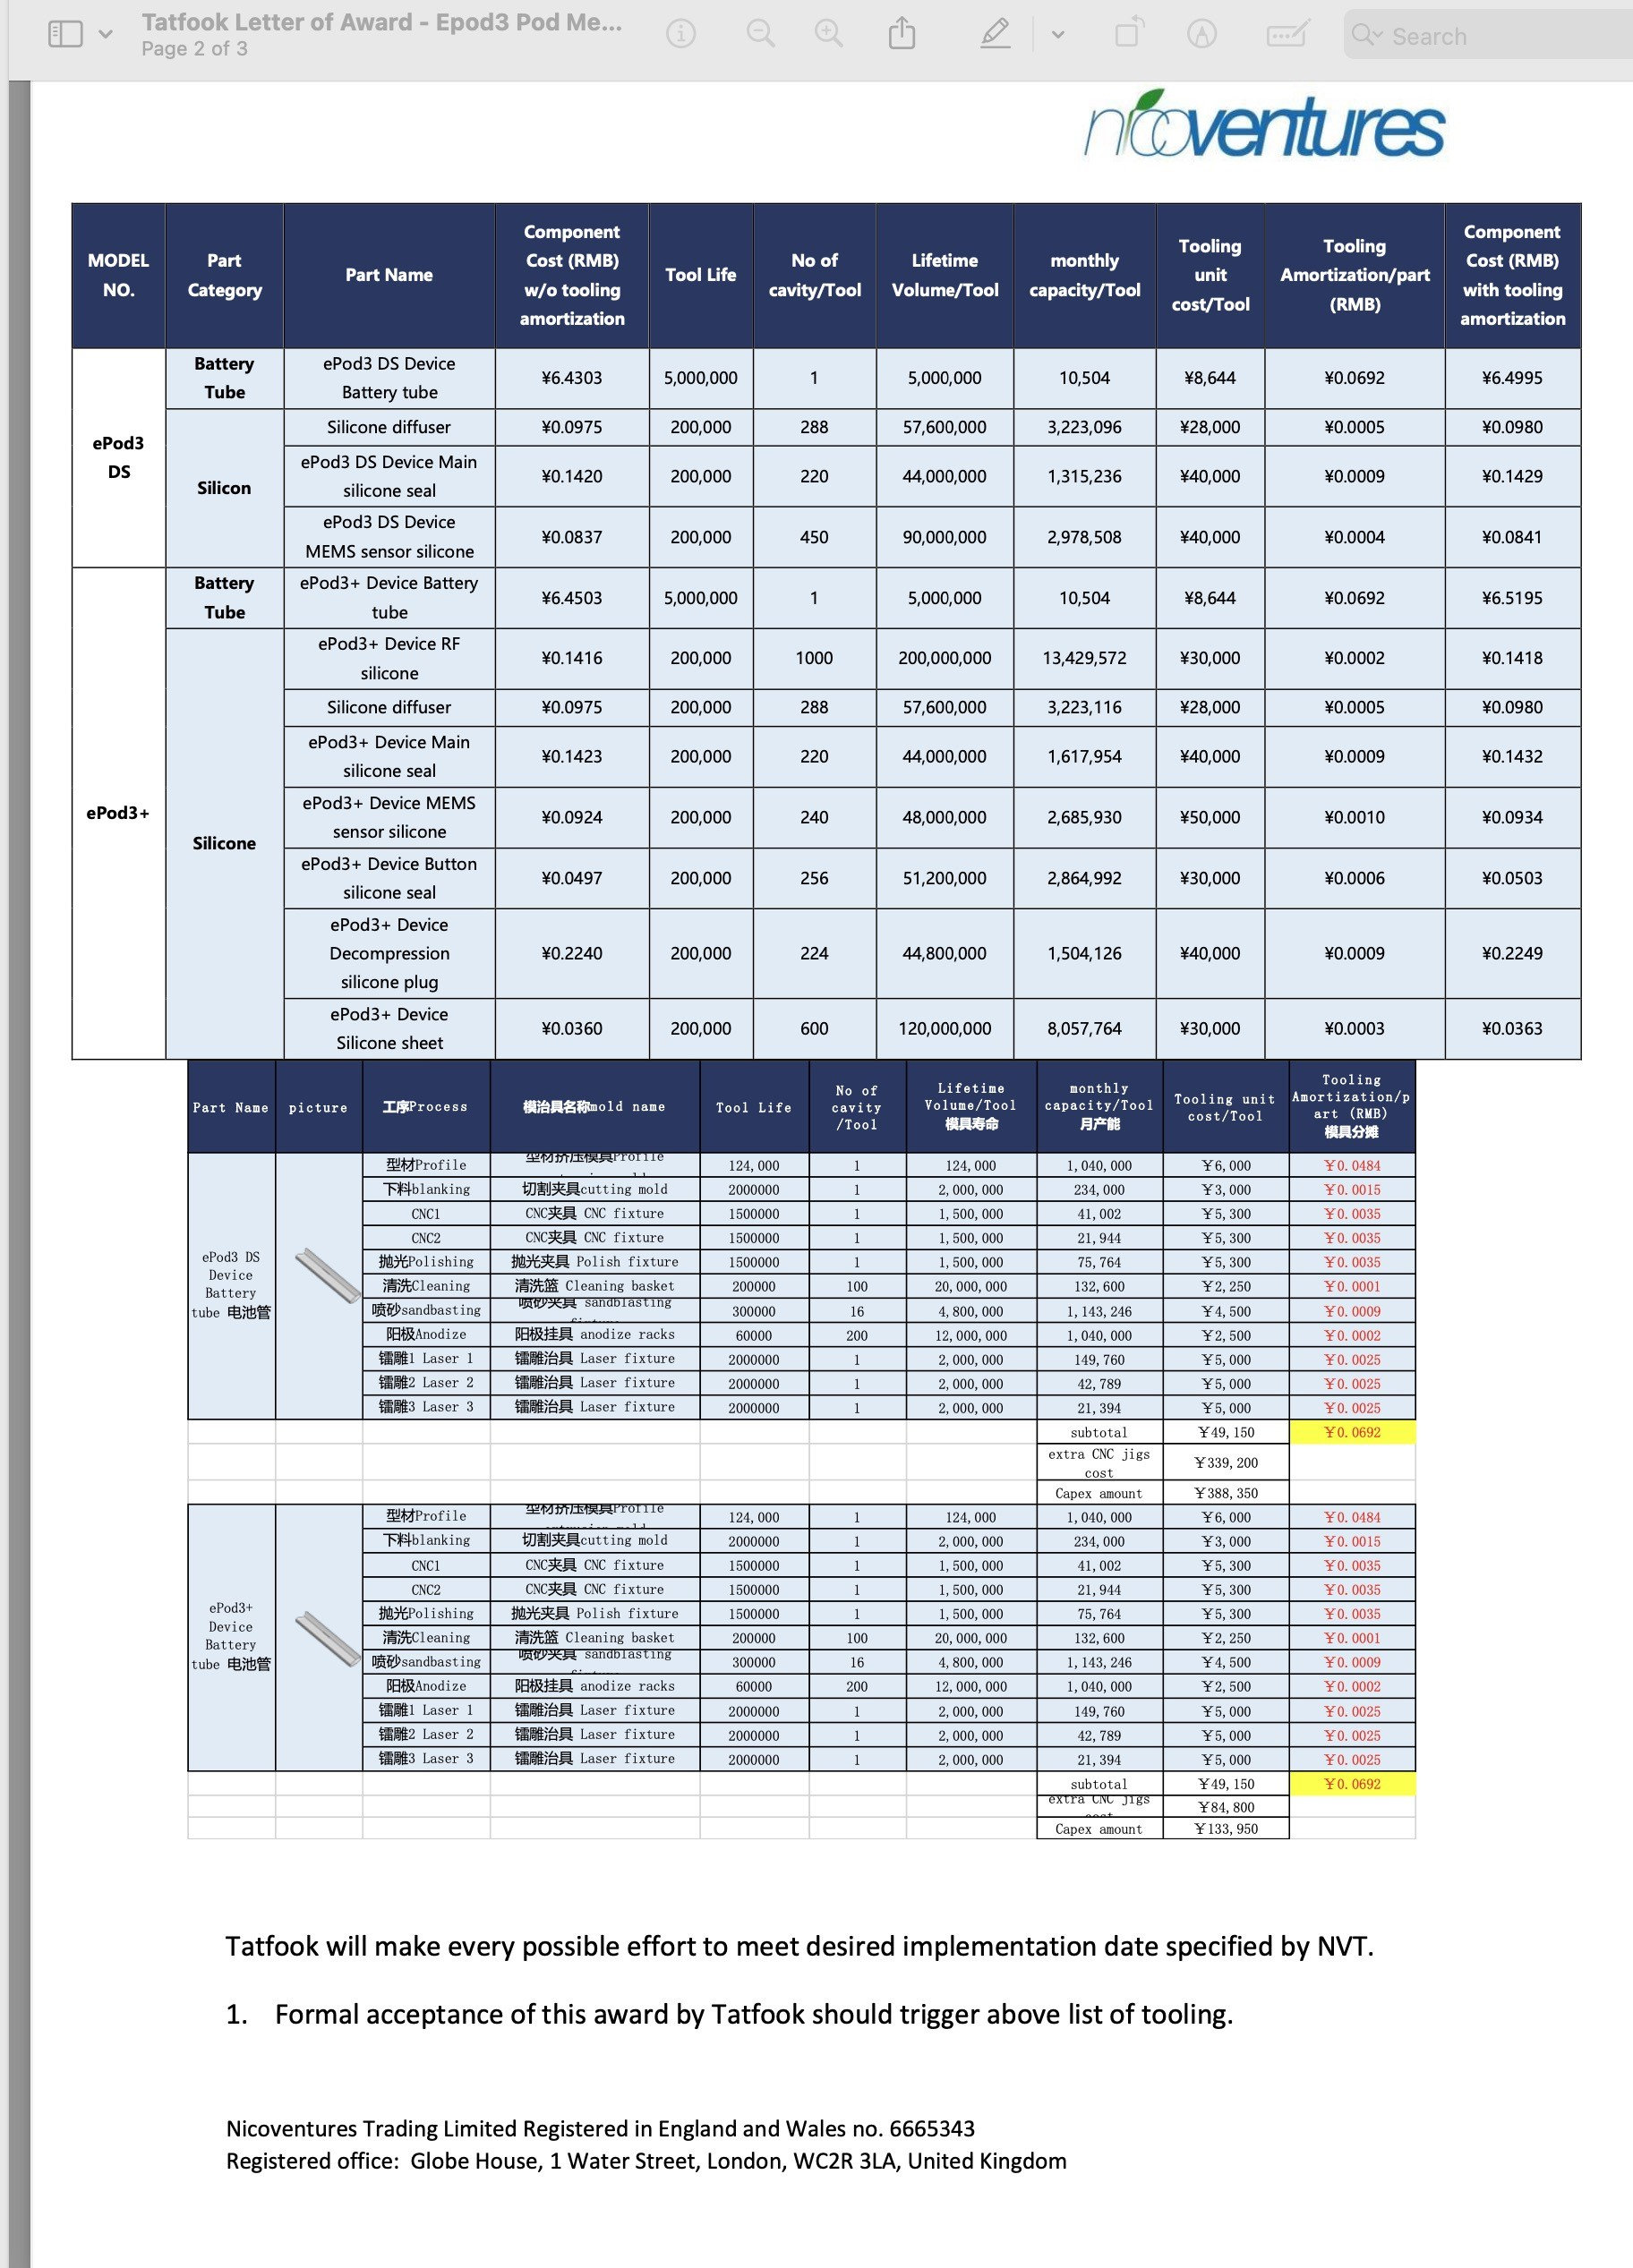 Tatfook Letter of Award - Epod3 Pod Me...
Page 2 of 3
Search
nicoventures
MODEL NO. Part Category Part Name Component Cost (RMB) w/o tooling amortization Tool Life No of cavity/Tool Lifetime Volume/Tool monthly capacity/Tool Tooling unit cost/Tool Tooling Amortization/part (RMB) Component Cost (RMB) with tooling amortization
ePod3 DS Battery Tube ePod3 DS Device Battery tube ¥6.4303 5,000,000 1 5,000,000 10,504 ¥8,644 ¥0.0692 ¥6.4995
Silicon Silicone diffuser ¥0.0975 200,000 288 57,600,000 3,223,096 ¥28,000 ¥0.0005 ¥0.0980
ePod3 DS Device Main silicone seal ¥0.1420 200,000 220 44,000,000 1,315,236 ¥40,000 ¥0.0009 ¥0.1429
ePod3 DS Device MEMS sensor silicone ¥0.0837 200,000 450 90,000,000 2,978,508 ¥40,000 ¥0.0004 ¥0.0841
ePod3+ Battery Tube ePod3+ Device Battery tube ¥6.4503 5,000,000 1 5,000,000 10,504 ¥8,644 ¥0.0692 ¥6.5195
Silicone ePod3+ Device RF silicone ¥0.1416 200,000 1000 200,000,000 13,429,572 ¥30,000 ¥0.0002 ¥0.1418
Silicone diffuser ¥0.0975 200,000 288 57,600,000 3,223,116 ¥28,000 ¥0.0005 ¥0.0980
ePod3+ Device Main silicone seal ¥0.1423 200,000 220 44,000,000 1,617,954 ¥40,000 ¥0.0009 ¥0.1432
ePod3+ Device MEMS sensor silicone ¥0.0924 200,000 240 48,000,000 2,685,930 ¥50,000 ¥0.0010 ¥0.0934
ePod3+ Device Button silicone seal ¥0.0497 200,000 256 51,200,000 2,864,992 ¥30,000 ¥0.0006 ¥0.0503
ePod3+ Device Decompression silicone plug ¥0.2240 200,000 224 44,800,000 1,504,126 ¥40,000 ¥0.0009 ¥0.2249
ePod3+ Device Silicone sheet ¥0.0360 200,000 600 120,000,000 8,057,764 ¥30,000 ¥0.0003 ¥0.0363
Part Name picture 工序Process 模治具名称mold name Tool Life No of cavity /Tool Lifetime Volume/Tool 模具寿命 monthly capacity/Tool 月产能 Tooling unit cost/Tool Tooling Amortization/part (RMB) 模具分摊
ePod3 DS Device Battery tube 电池管
型材Profile 型材挤压模具Profile 124,000 1 124,000 1,040,000 ¥6,000 ¥0.0484
下料blanking 切割夹具cutting mold 2000000 1 2,000,000 234,000 ¥3,000 ¥0.0015
CNC1 CNC夹具 CNC fixture 1500000 1 1,500,000 41,002 ¥5,300 ¥0.0035
CNC2 CNC夹具 CNC fixture 1500000 1 1,500,000 21,944 ¥5,300 ¥0.0035
抛光Polishing 抛光夹具 Polish fixture 1500000 1 1,500,000 75,764 ¥5,300 ¥0.0035
清洗Cleaning 清洗篮 Cleaning basket 200000 100 20,000,000 132,600 ¥2,250 ¥0.0001
喷砂sandbasting 喷砂夹具 sandblasting 300000 16 4,800,000 1,143,246 ¥4,500 ¥0.0009
阳极Anodize 阳极挂具 anodize racks 60000 200 12,000,000 1,040,000 ¥2,500 ¥0.0002
镭雕1 Laser 1 镭雕治具 Laser fixture 2000000 1 2,000,000 149,760 ¥5,000 ¥0.0025
镭雕2 Laser 2 镭雕治具 Laser fixture 2000000 1 2,000,000 42,789 ¥5,000 ¥0.0025
镭雕3 Laser 3 镭雕治具 Laser fixture 2000000 1 2,000,000 21,394 ¥5,000 ¥0.0025
subtotal ¥49,150 ¥0.0692
extra CNC jigs cost ¥339,200
Capex amount ¥388,350
ePod3+ Device Battery tube 电池管
型材Profile 型材挤压模具Profile 124,000 1 124,000 1,040,000 ¥6,000 ¥0.0484
下料blanking 切割夹具cutting mold 2000000 1 2,000,000 234,000 ¥3,000 ¥0.0015
CNC1 CNC夹具 CNC fixture 1500000 1 1,500,000 41,002 ¥5,300 ¥0.0035
CNC2 CNC夹具 CNC fixture 1500000 1 1,500,000 21,944 ¥5,300 ¥0.0035
抛光Polishing 抛光夹具 Polish fixture 1500000 1 1,500,000 75,764 ¥5,300 ¥0.0035
清洗Cleaning 清洗篮 Cleaning basket 200000 100 20,000,000 132,600 ¥2,250 ¥0.0001
喷砂sandbasting 喷砂夹具 sandblasting 300000 16 4,800,000 1,143,246 ¥4,500 ¥0.0009
阳极Anodize 阳极挂具 anodize racks 60000 200 12,000,000 1,040,000 ¥2,500 ¥0.0002
镭雕1 Laser 1 镭雕治具 Laser fixture 2000000 1 2,000,000 149,760 ¥5,000 ¥0.0025
镭雕2 Laser 2 镭雕治具 Laser fixture 2000000 1 2,000,000 42,789 ¥5,000 ¥0.0025
镭雕3 Laser 3 镭雕治具 Laser fixture 2000000 1 2,000,000 21,394 ¥5,000 ¥0.0025
subtotal ¥49,150 ¥0.0692
extra CNC jigs ¥84,800
Capex amount ¥133,950
Tatfook will make every possible effort to meet desired implementation date specified by NVT.
1. Formal acceptance of this award by Tatfook should trigger above list of tooling.
Nicoventures Trading Limited Registered in England and Wales no. 6665343
Registered office: Globe House, 1 Water Street, London, WC2R 3LA, United Kingdom